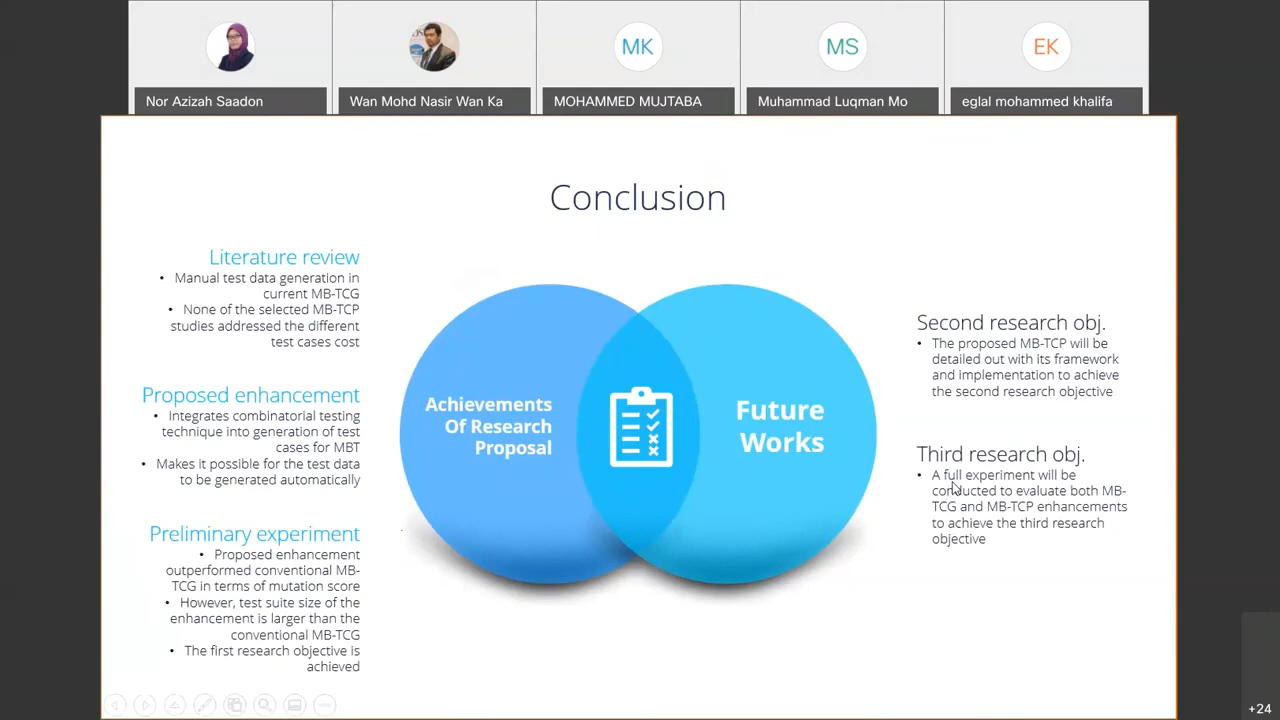 Nor Azizah Saadon
Wan Mohd Nasir Wan Ka
MK
MOHAMMED MUJTABA
MS
Muhammad Luqman Mo
EK
eglal mohammed khalifa
Conclusion
Literature review
• Manual test data generation in
current MB-TCG
• None of the selected MB-TCP
studies addressed the different
test cases cost
Proposed enhancement
• Integrates combinatorial testing
technique into generation of test
cases for MBT
• Makes it possible for the test data
to be generated automatically
Preliminary experiment
• Proposed enhancement
outperformed conventional MB-
TCG in terms of mutation score
• However, test suite size of the
enhancement is larger than the
conventional MB-TCG
• The first research objective is
achieved
Achievements
Of Research
Proposal
Future
Works
Second research obj.
• The proposed MB-TCP will be
detailed out with its framework
and implementation to achieve
the second research objective
Third research obj.
• A full experiment will be
conducted to evaluate both MB-
TCG and MB-TCP enhancements
to achieve the third research
objective
+24